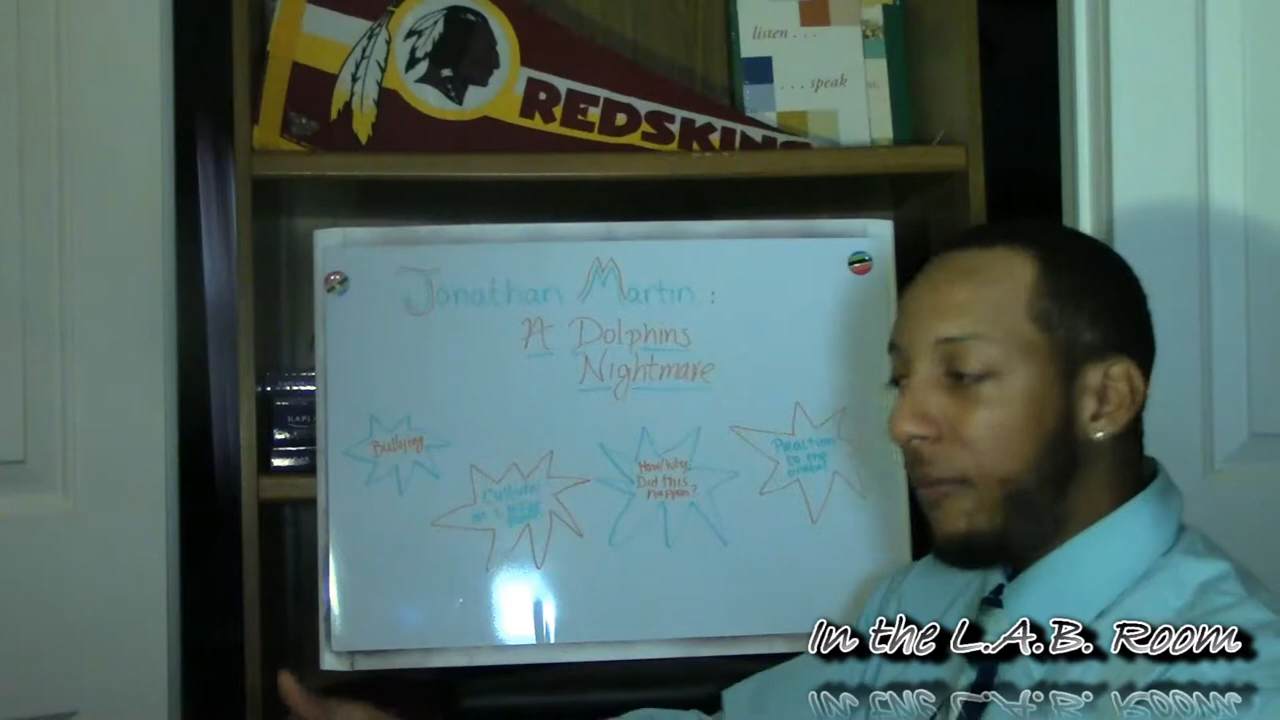 REDSKINS
listen . . .
. . . speak
Jonathan Martin :
A Dolphins
Nightmare
Bullying
How/Why
Did this
happen?
Reaction
to the
Culture
In the L.A.B. Room